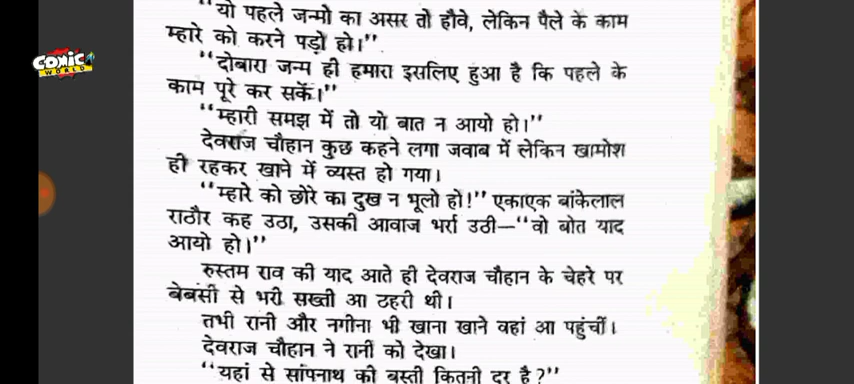 "यो पहले जन्मो का असर तो हौवे, लेकिन पैले के काम
म्हारे को करने पड़ो हो।"
COMIC
WORLD
"दोबारा जन्म ही हमारा इसलिए हुआ है कि पहले के
काम पूरे कर सकें।"
"म्हारी समझ में तो यो बात न आयो हो।"
देवराज चौहान कुछ कहने लगा जवाब में लेकिन खामोश
ही रहकर खाने में व्यस्त हो गया।
"म्हारे को छोरे का दुख न भूलो हो!" एकाएक बांकेलाल
राठौर कह उठा, उसकी आवाज भर्रा उठी—"वो बोत याद
आयो हो।"
रुस्तम राव की याद आते ही देवराज चौहान के चेहरे पर
बेबसी से भरी सख्ती आ ठहरी थी।
तभी रानी और नगीना भी खाना खाने वहां आ पहुंचीं।
देवराज चौहान ने रानी को देखा।
"यहां से सांपनाथ की बस्ती कितनी दूर है?"